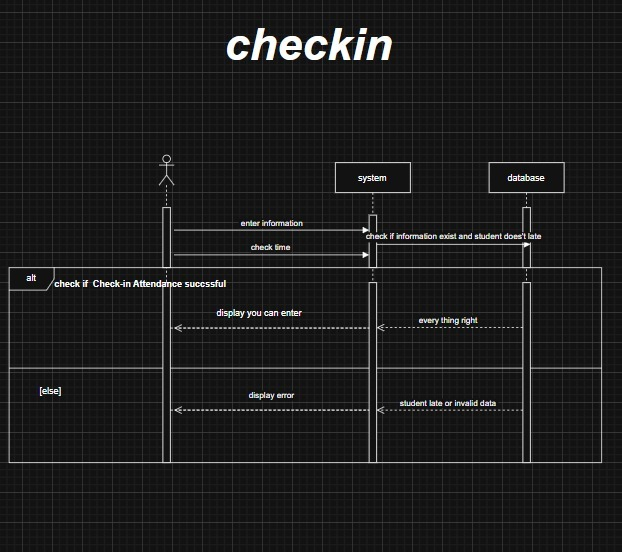 checkin
system
database
enter information
check if information exist and student does't late
check time
alt
check if Check-in Attendance sucssful
display you can enter
every thing right
[else]
display error
student late or invalid data